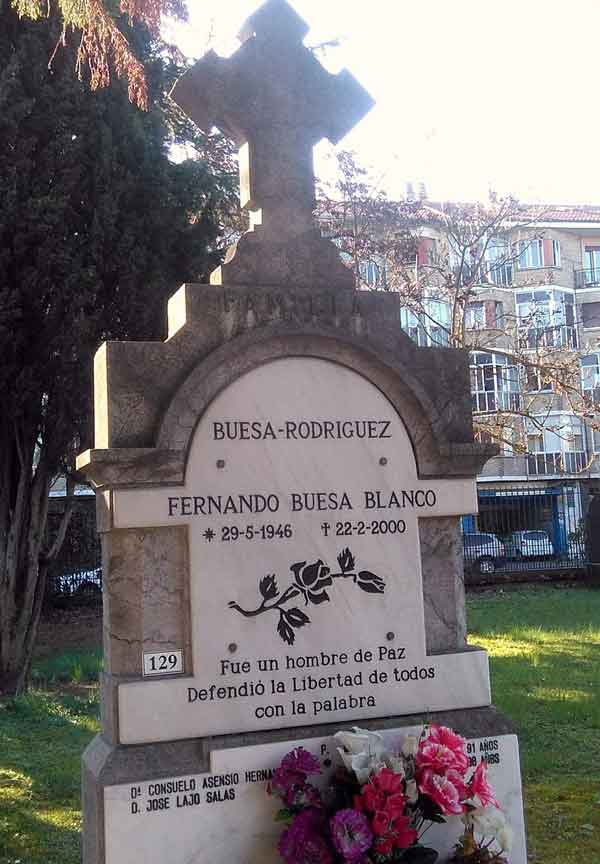 FAMILIA
BUESA-RODRIGUEZ
FERNANDO BUESA BLANCO
* 29-5-1946 ✝ 22-2-2000
129
Fue un hombre de Paz
Defendió la Libertad de todos
con la palabra
P. 91 AÑOS
Dª CONSUELO ASENSIO AÑOS
D. JOSE LAJO SALAS